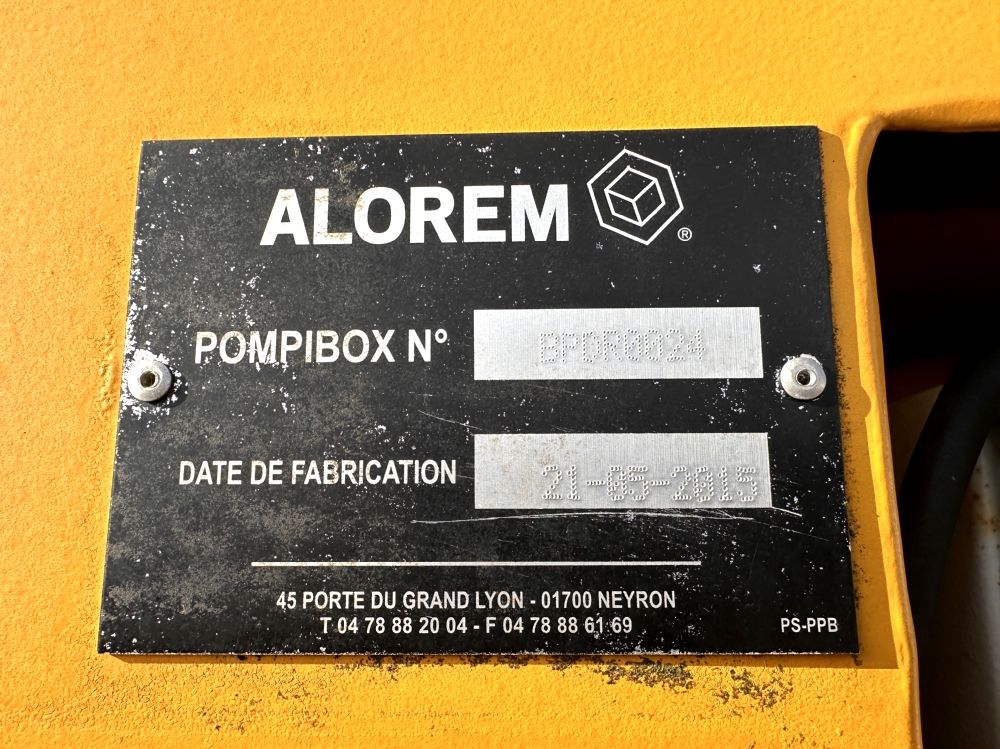 ALOREM ®
POMPIBOX N° BPDR0024
DATE DE FABRICATION 21-05-2015
45 PORTE DU GRAND LYON - 01700 NEYRON
T 04 78 88 20 04 - F 04 78 88 61 69
PS-PPB